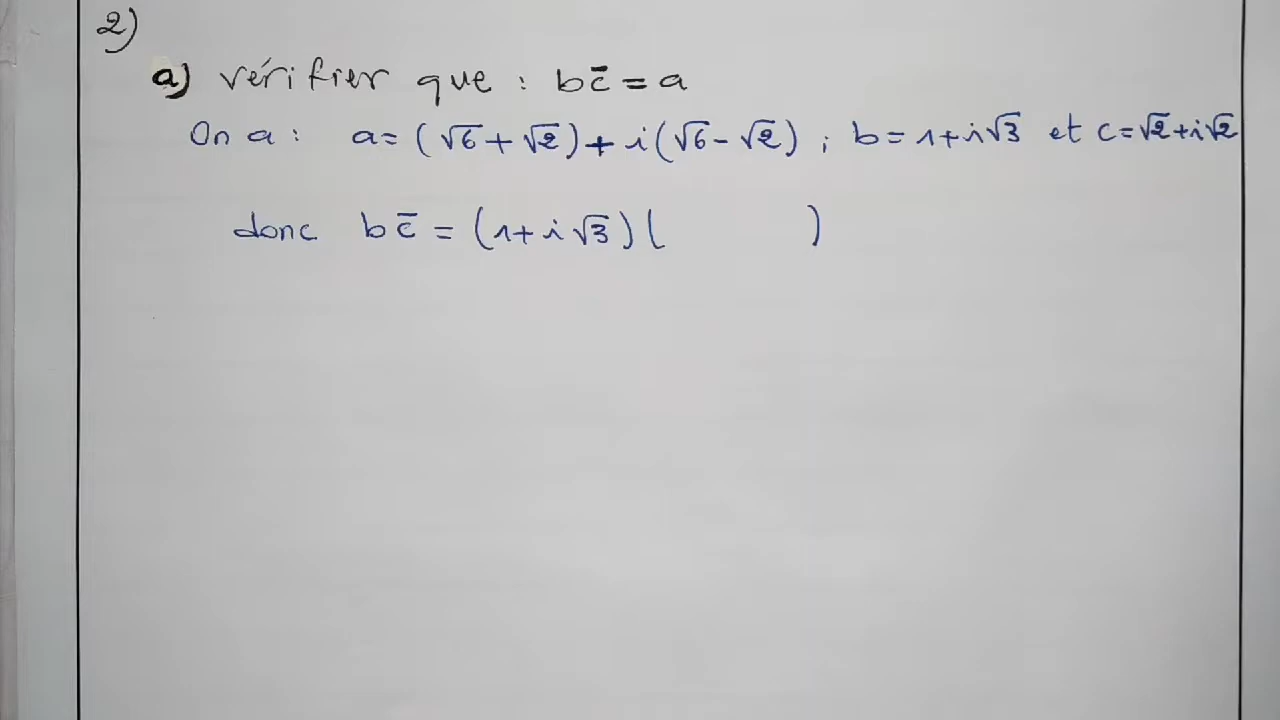 2)
a) vérifier que : bc̄ = a
On a : a = (√6 + √2) + i(√6 - √2) ; b = 1 + i√3 et c = √2 + i√2
donc bc̄ = (1 + i√3)( )